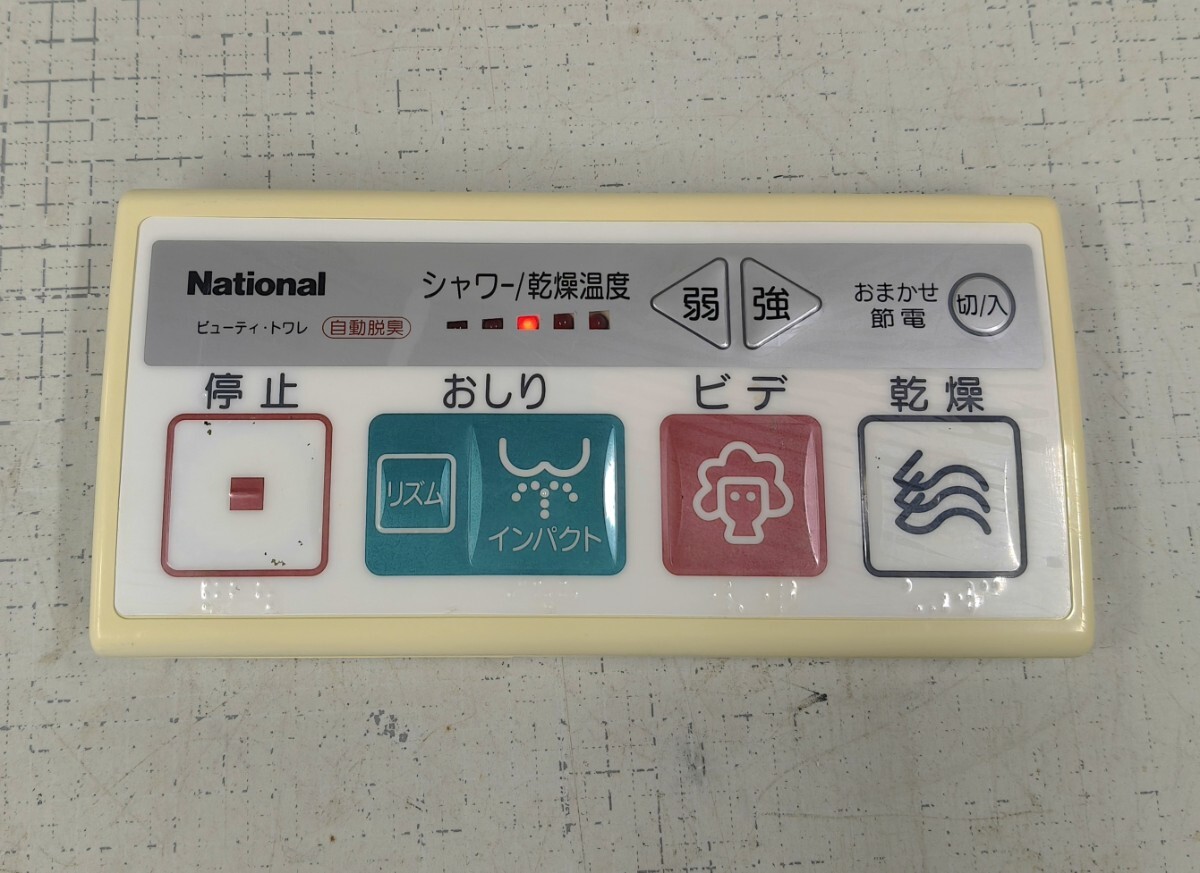 National
ビューティ・トワレ 自動脱臭
シャワー/乾燥温度
弱 強
おまかせ
節電
切/入
停止 おしり ビデ 乾燥
リズム
インパクト